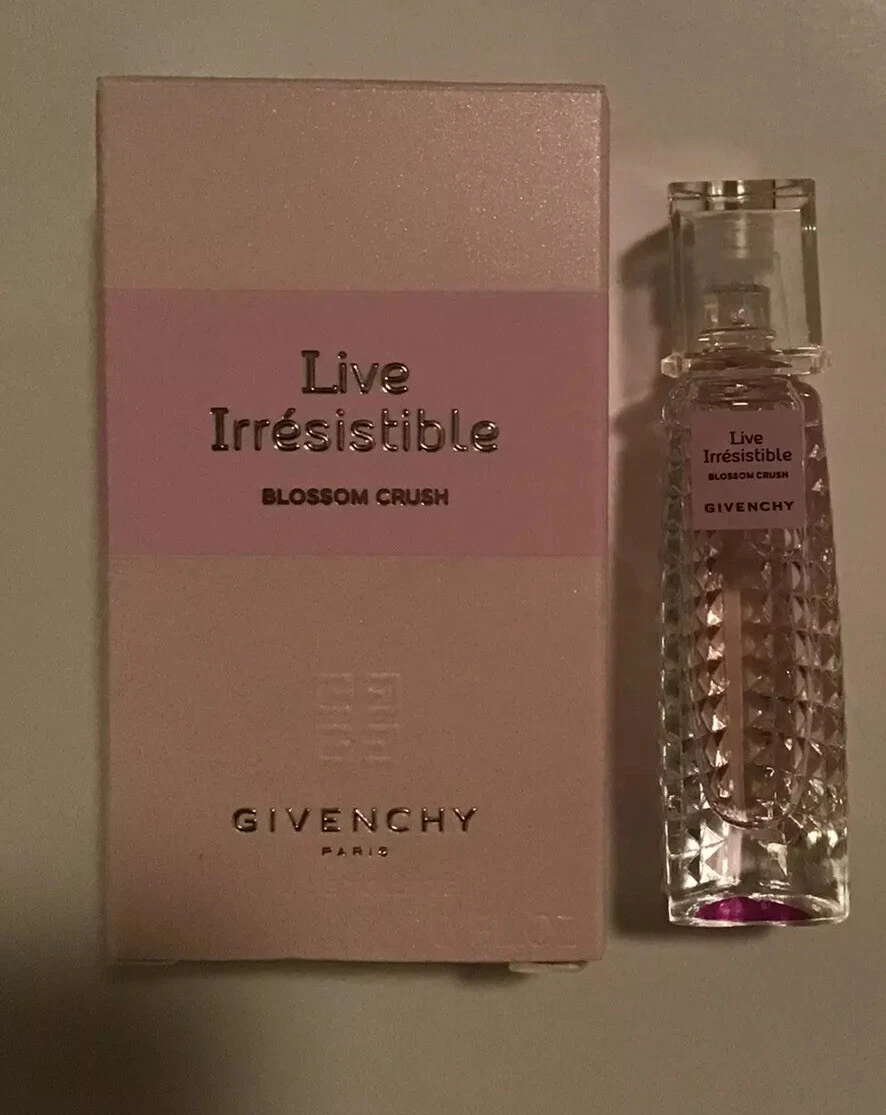 Live
Irrésistible
BLOSSOM CRUSH
GIVENCHY
PARIS
Live
Irrésistible
BLOSSOM CRUSH
GIVENCHY